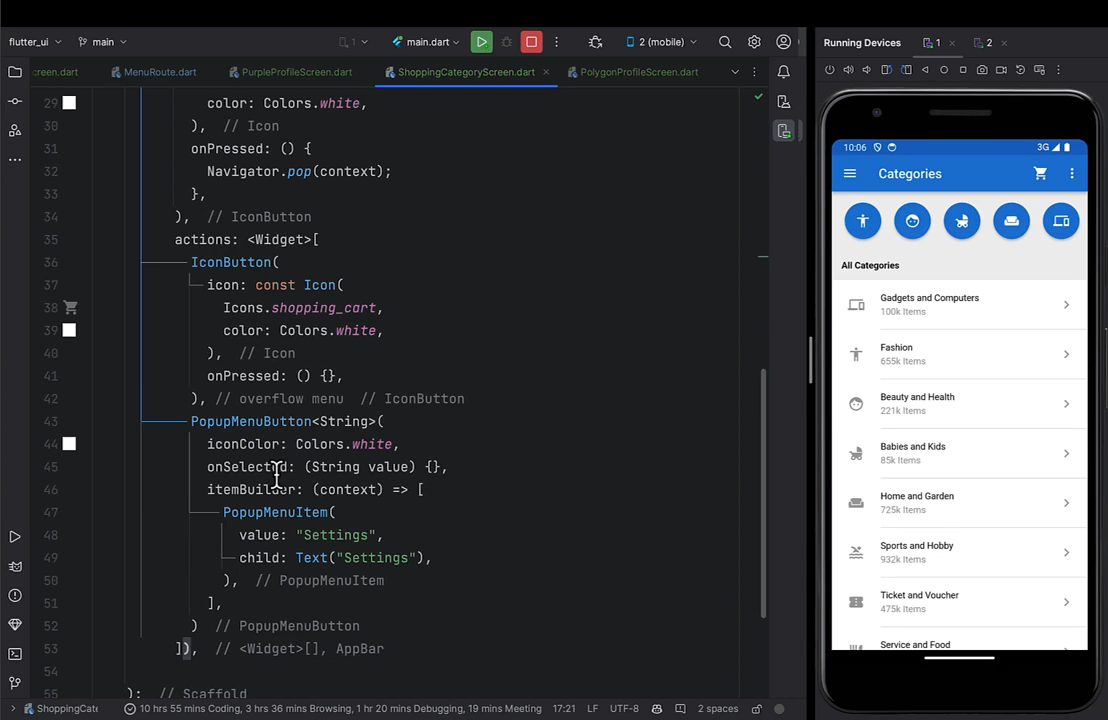 flutter_ui
main
1
main.dart
2 (mobile)
Running Devices
1
2
creen.dart
MenuRoute.dart
PurpleProfileScreen.dart
ShoppingCategoryScreen.dart
PolygonProfileScreen.dart
29 color: Colors.white,
30 ), // Icon
31 onPressed: () {
32 Navigator.pop(context);
33 },
34 ), // IconButton
35 actions: <Widget>[
36 IconButton(
37 icon: const Icon(
38 Icons.shopping_cart,
39 color: Colors.white,
40 ), // Icon
41 onPressed: () {},
42 ), // overflow menu // IconButton
43 PopupMenuButton<String>(
44 iconColor: Colors.white,
45 onSelected: (String value) {},
46 itemBuilder: (context) => [
47 PopupMenuItem(
48 value: "Settings",
49 child: Text("Settings"),
50 ), // PopupMenuItem
51 ],
52 ) // PopupMenuButton
53 ]), // <Widget>[], AppBar
54
55 ); // Scaffold
ShoppingCate
10 hrs 55 mins Coding, 3 hrs 36 mins Browsing, 1 hr 20 mins Debugging, 19 mins Meeting
17:21
LF
UTF-8
2 spaces
10:06
3G
Categories
All Categories
Gadgets and Computers
100k Items
Fashion
655k Items
Beauty and Health
221k Items
Babies and Kids
85k Items
Home and Garden
725k Items
Sports and Hobby
932k Items
Ticket and Voucher
475k Items
Service and Food